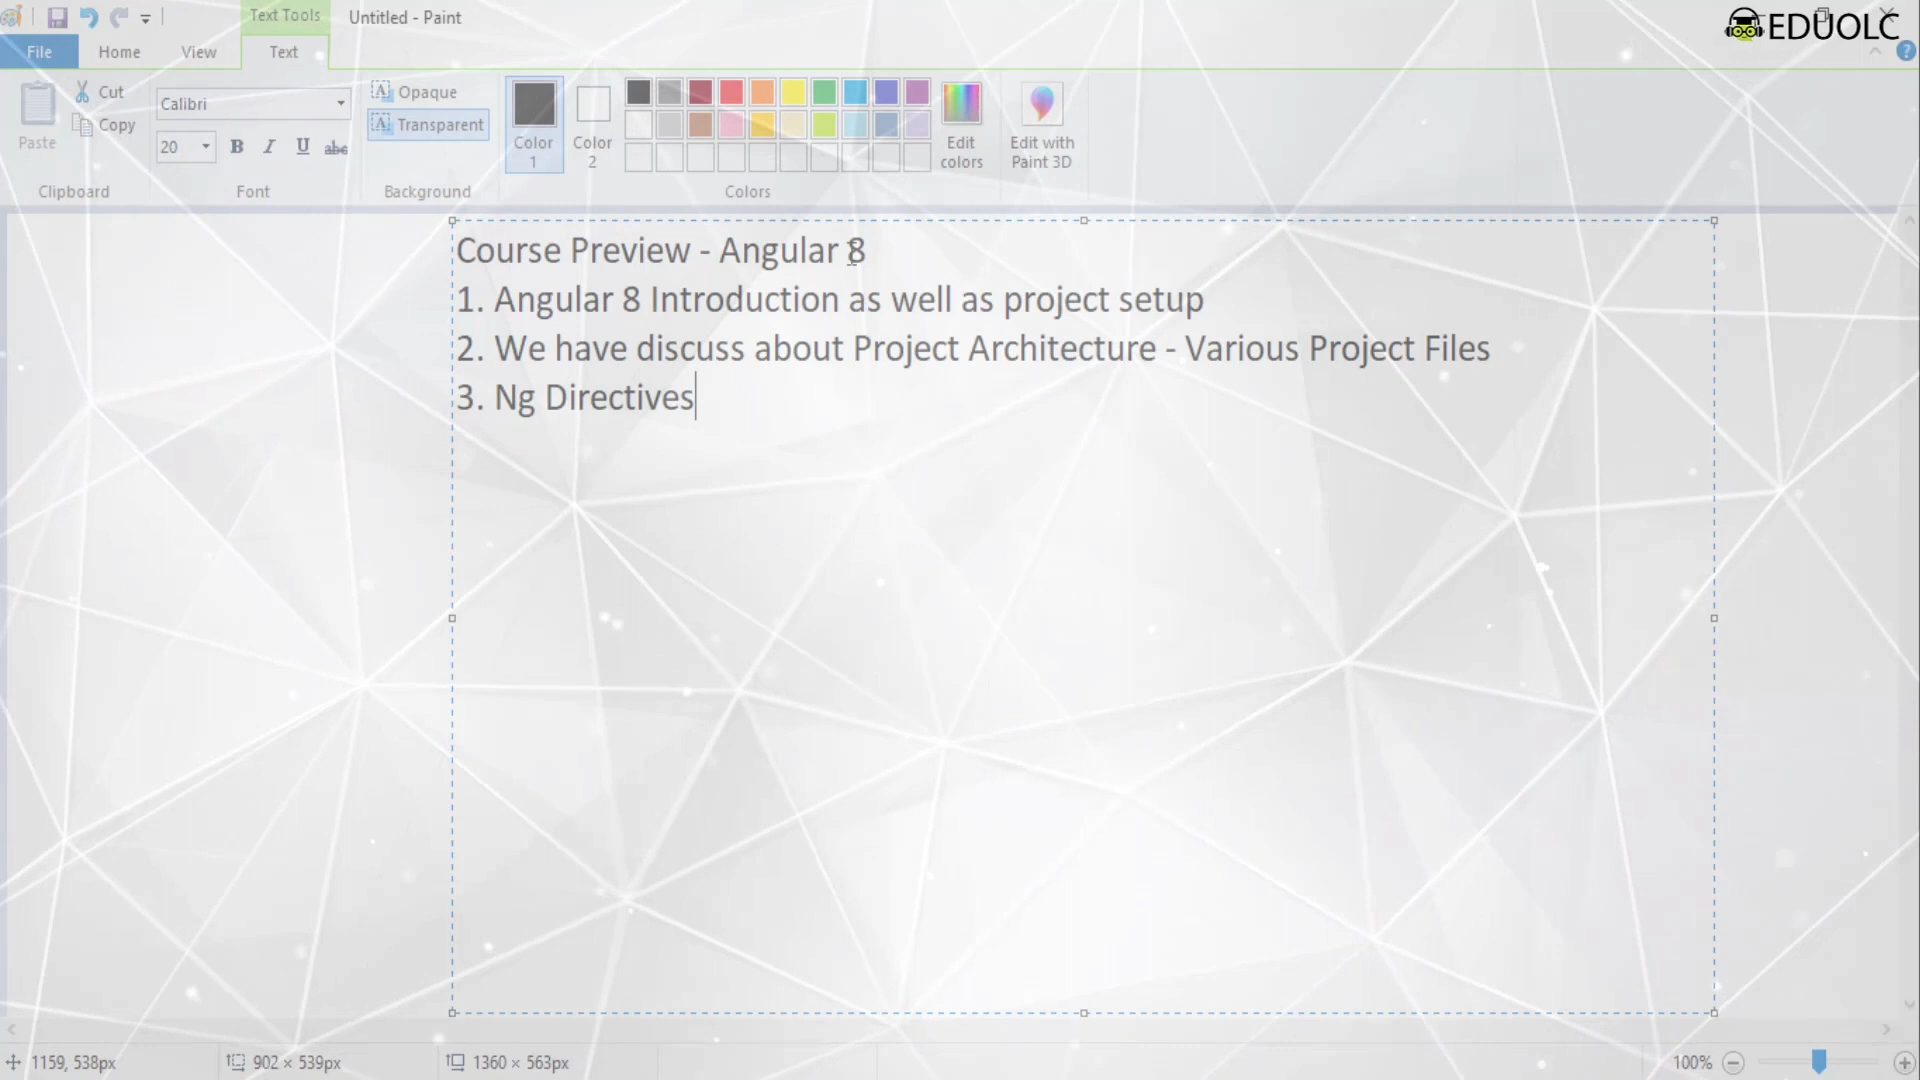 Text Tools
Untitled - Paint
EDUOLC
File
Home
View
Text
?
Paste
Cut
Copy
Clipboard
Calibri
20
B
I
U
abc
Font
Opaque
Transparent
Background
Color
1
Color
2
Colors
Edit
colors
Edit with
Paint 3D
Course Preview - Angular 8
1. Angular 8 Introduction as well as project setup
2. We have discuss about Project Architecture - Various Project Files
3. Ng Directives
1159, 538px
902 × 539px
1360 × 563px
100%